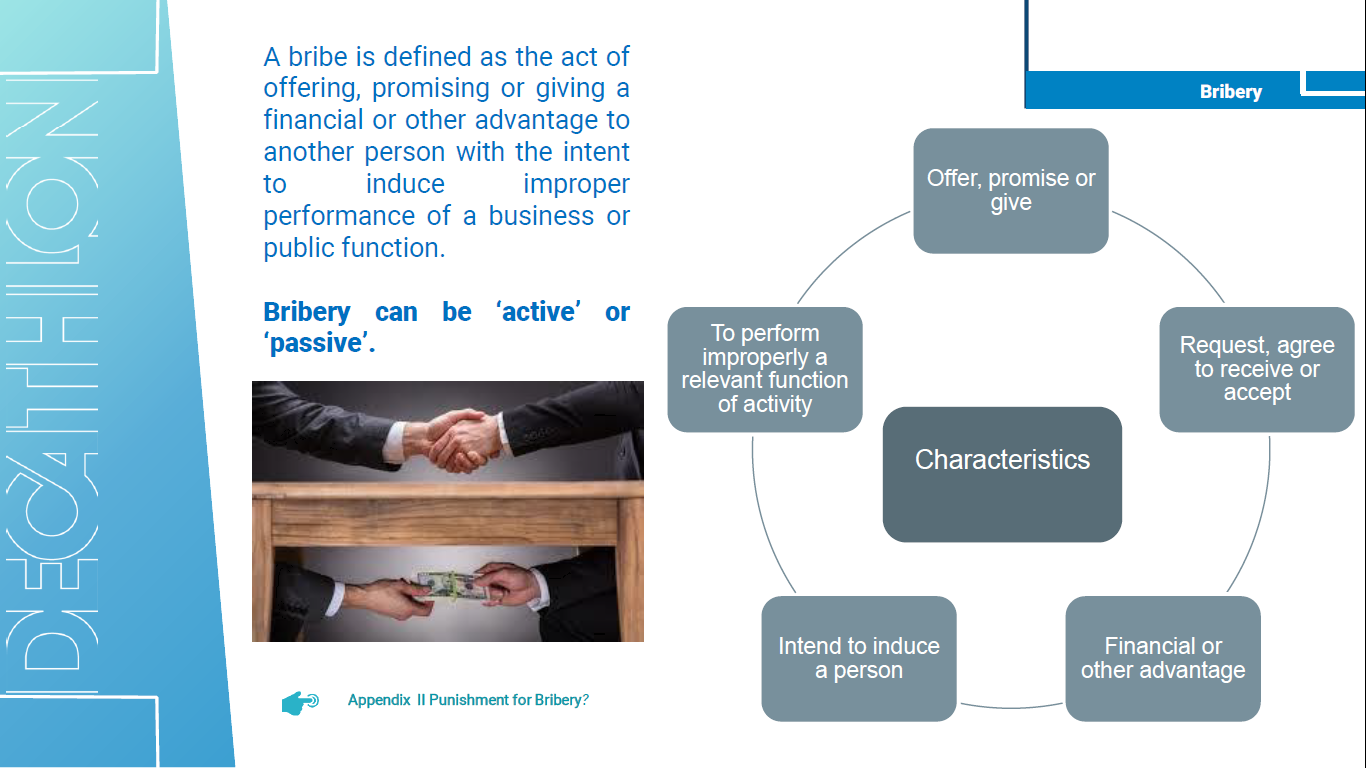 DECATHLON
A bribe is defined as the act of
offering, promising or giving a
financial or other advantage to
another person with the intent
to induce improper
performance of a business or
public function.
Bribery can be ‘active’ or
‘passive’.
Appendix II Punishment for Bribery?
Bribery
Offer, promise or
give
Request, agree
to receive or
accept
Financial or
other advantage
Intend to induce
a person
To perform
improperly a
relevant function
of activity
Characteristics